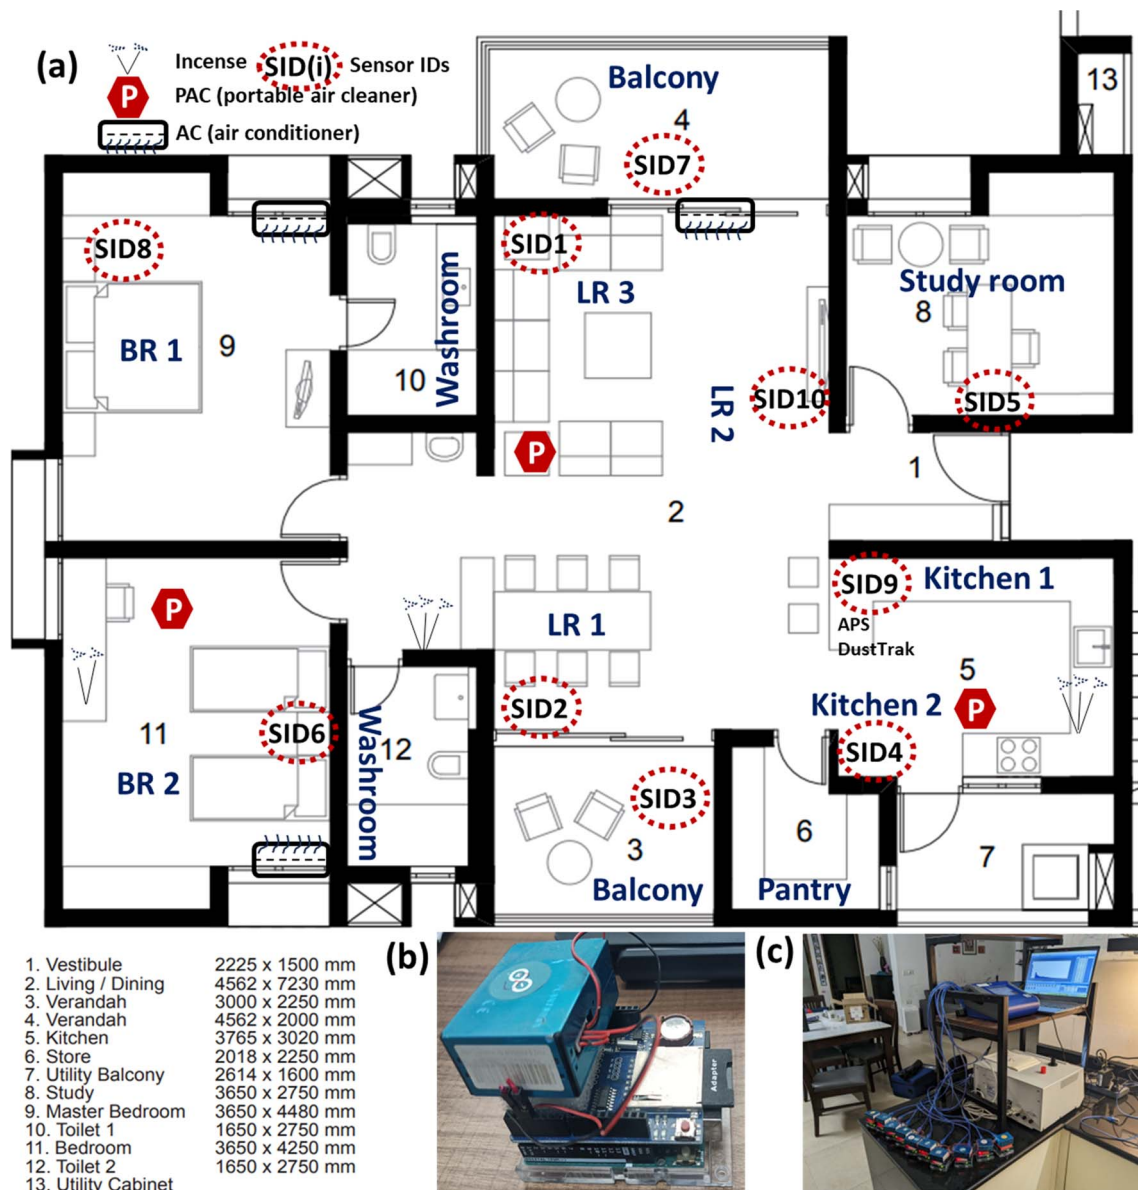 (a)
Incense
SID(i) Sensor IDs
P PAC (portable air cleaner)
AC (air conditioner)
Balcony
4
SID7
13
SID8
BR 1
9
Washroom
10
SID1
LR 3
LR 2
SID10
Study room
8
SID5
P
1
2
P
SID9
Kitchen 1
APS
DustTrak
LR 1
5
Kitchen 2
P
SID2
SID4
11
SID6
BR 2
Washroom
12
SID3
3
Balcony
6
Pantry
7
1. Vestibule 2225 x 1500 mm
2. Living / Dining 4562 x 7230 mm
3. Verandah 3000 x 2250 mm
4. Verandah 4562 x 2000 mm
5. Kitchen 3765 x 3020 mm
6. Store 2018 x 2250 mm
7. Utility Balcony 2614 x 1600 mm
8. Study 3650 x 2750 mm
9. Master Bedroom 3650 x 4480 mm
10. Toilet 1 1650 x 2750 mm
11. Bedroom 3650 x 4250 mm
12. Toilet 2 1650 x 2750 mm
13. Utility Cabinet
(b)
Adapter
(c)